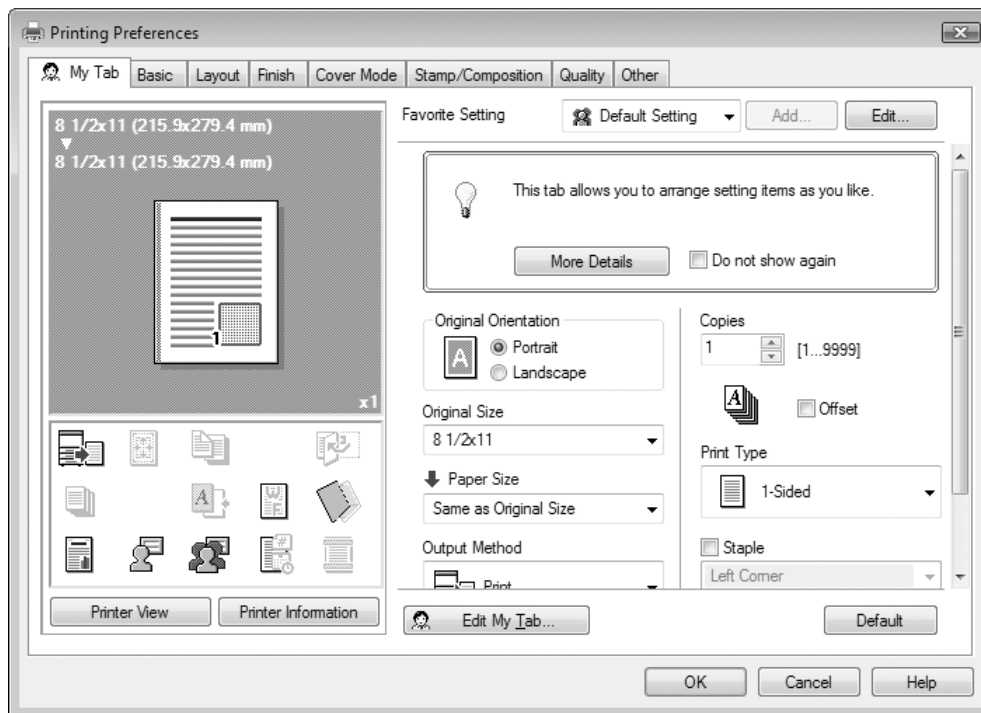 Printing Preferences
My Tab
Basic
Layout
Finish
Cover Mode
Stamp/Composition
Quality
Other
8 1/2x11 (215.9x279.4 mm)
8 1/2x11 (215.9x279.4 mm)
1
x1
Printer View
Printer Information
Favorite Setting
Default Setting
Add...
Edit...
This tab allows you to arrange setting items as you like.
More Details
Do not show again
Original Orientation
A
Portrait
Landscape
Original Size
8 1/2x11
Paper Size
Same as Original Size
Output Method
Print
Copies
1
[1...9999]
A
Offset
Print Type
1-Sided
Staple
Left Corner
Edit My Tab...
Default
OK
Cancel
Help